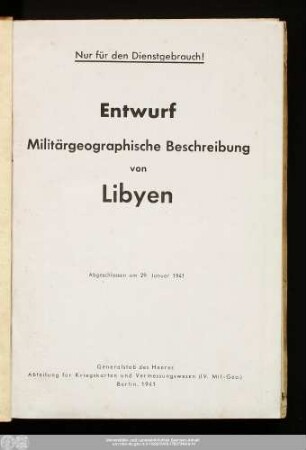 Nur für den Dienstgebrauch!
Entwurf
Militärgeographische Beschreibung
von
Libyen
Abgeschlossen am 29. Januar 1941
Generalstab des Heeres
Abteilung für Kriegskarten und Vermessungswesen (IV. Mil-Geo)
Berlin, 1941